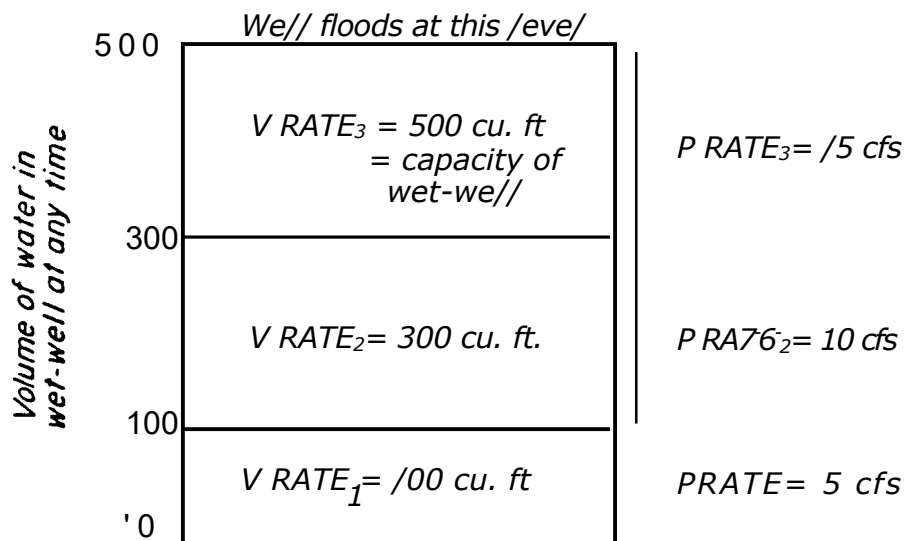 We// floods at this /eve/
500
V RATE3 = 500 cu. ft
= capacity of
wet-we//
P RATE3= /5 cfs
Volume of water in
wet-well at any time
300
V RATE2= 300 cu. ft.
P RA7-6-2= 10 cfs
100
V RATE1= /00 cu. ft
PRATE= 5 cfs
'0